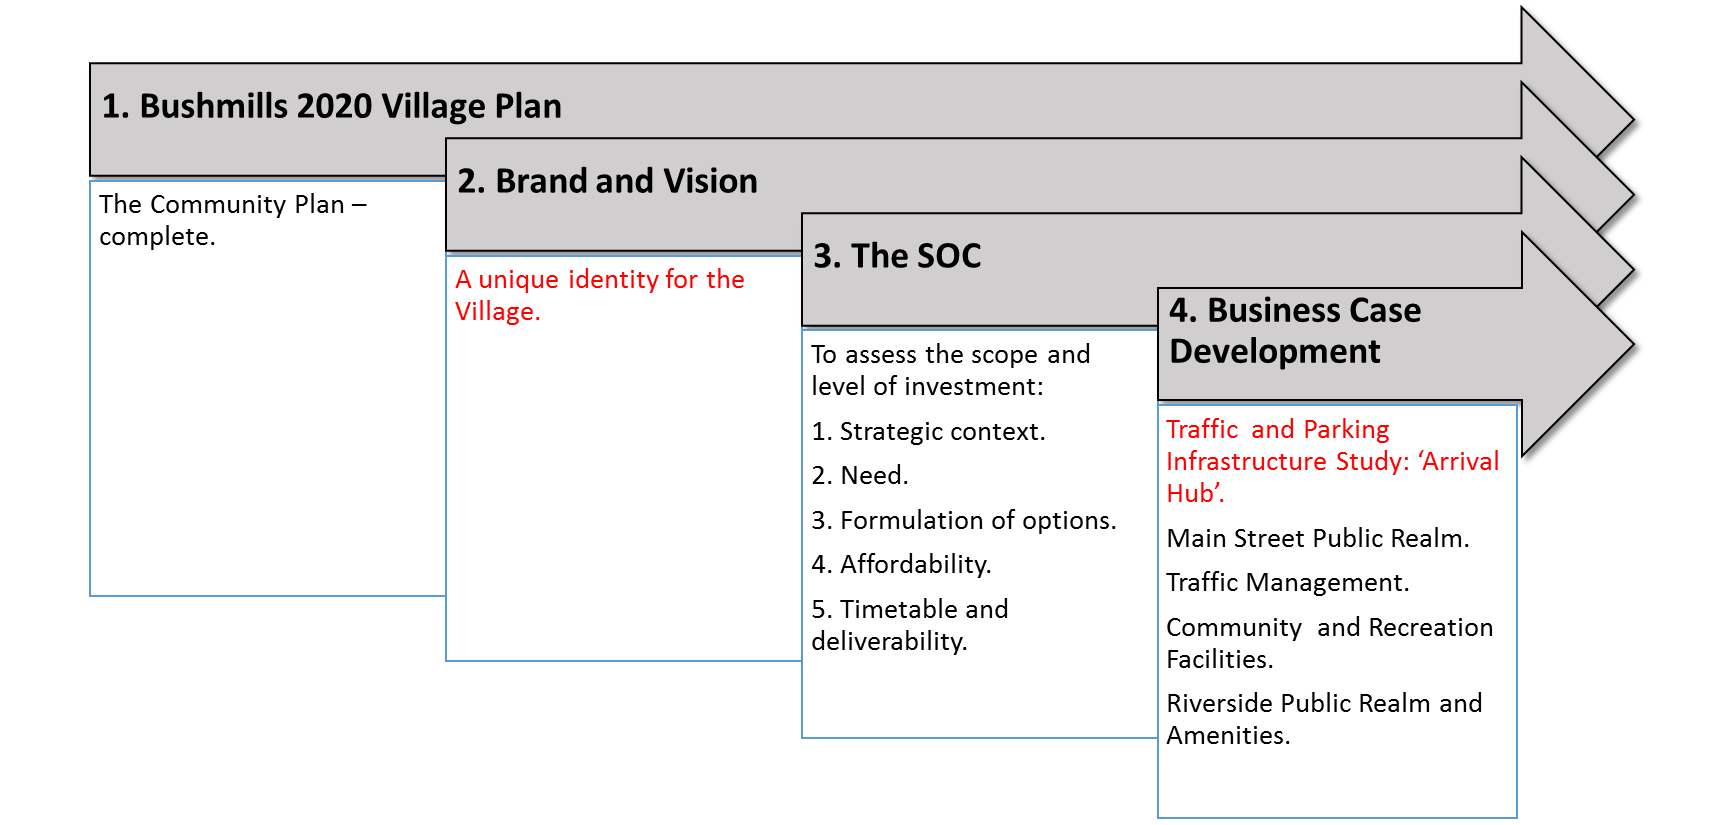 1. Bushmills 2020 Village Plan
The Community Plan –
complete.
2. Brand and Vision
A unique identity for the
Village.
3. The SOC
To assess the scope and
level of investment:
1. Strategic context.
2. Need.
3. Formulation of options.
4. Affordability.
5. Timetable and
deliverability.
4. Business Case
Development
Traffic and Parking
Infrastructure Study: ‘Arrival
Hub’.
Main Street Public Realm.
Traffic Management.
Community and Recreation
Facilities.
Riverside Public Realm and
Amenities.